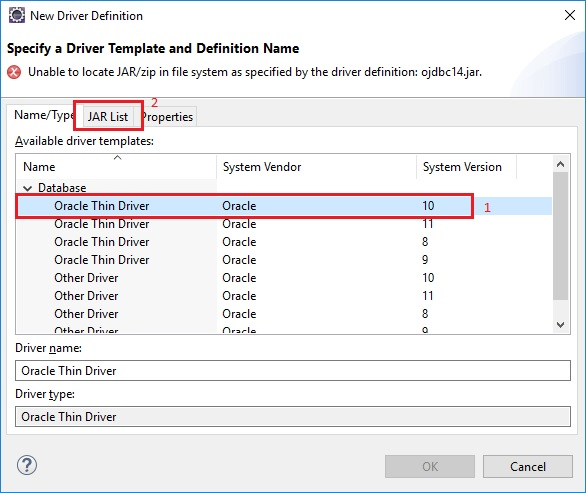 New Driver Definition
Specify a Driver Template and Definition Name
Unable to locate JAR/zip in file system as specified by the driver definition: ojdbc14.jar.
2
Name/Type JAR List Properties
Available driver templates:
Name System Vendor System Version
Database
Oracle Thin Driver Oracle 10
1
Oracle Thin Driver Oracle 11
Oracle Thin Driver Oracle 8
Oracle Thin Driver Oracle 9
Other Driver Oracle 10
Other Driver Oracle 11
Other Driver Oracle 8
Other Driver Oracle 9
Driver name:
Oracle Thin Driver
Driver type:
Oracle Thin Driver
? OK Cancel